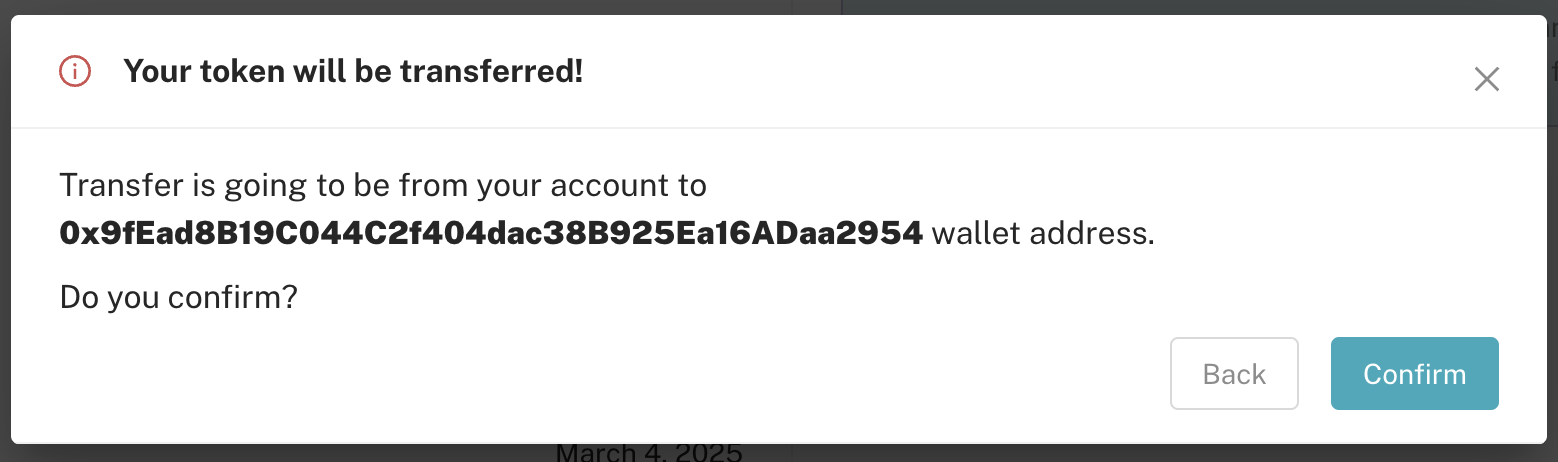 Your token will be transferred!
Transfer is going to be from your account to
0x9fEad8B19C044C2f404dac38B925Ea16ADaa2954 wallet address.
Do you confirm?
Back
Confirm
March 4, 2025